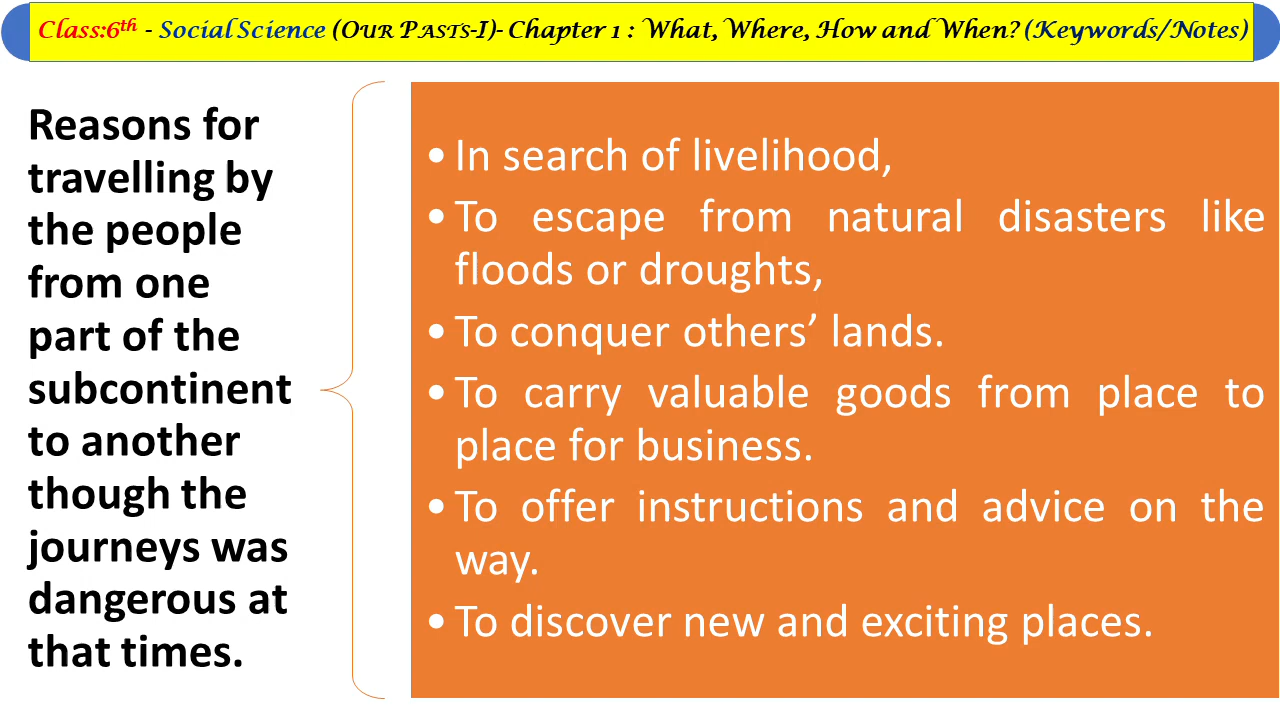 Class:6th - Social Science (Our Pasts-I)- Chapter 1 : What, Where, How and When? (Keywords/Notes)
Reasons for
travelling by
the people
from one
part of the
subcontinent
to another
though the
journeys was
dangerous at
that times.
• In search of livelihood,
• To escape from natural disasters like
floods or droughts,
• To conquer others’ lands.
• To carry valuable goods from place to
place for business.
• To offer instructions and advice on the
way.
• To discover new and exciting places.